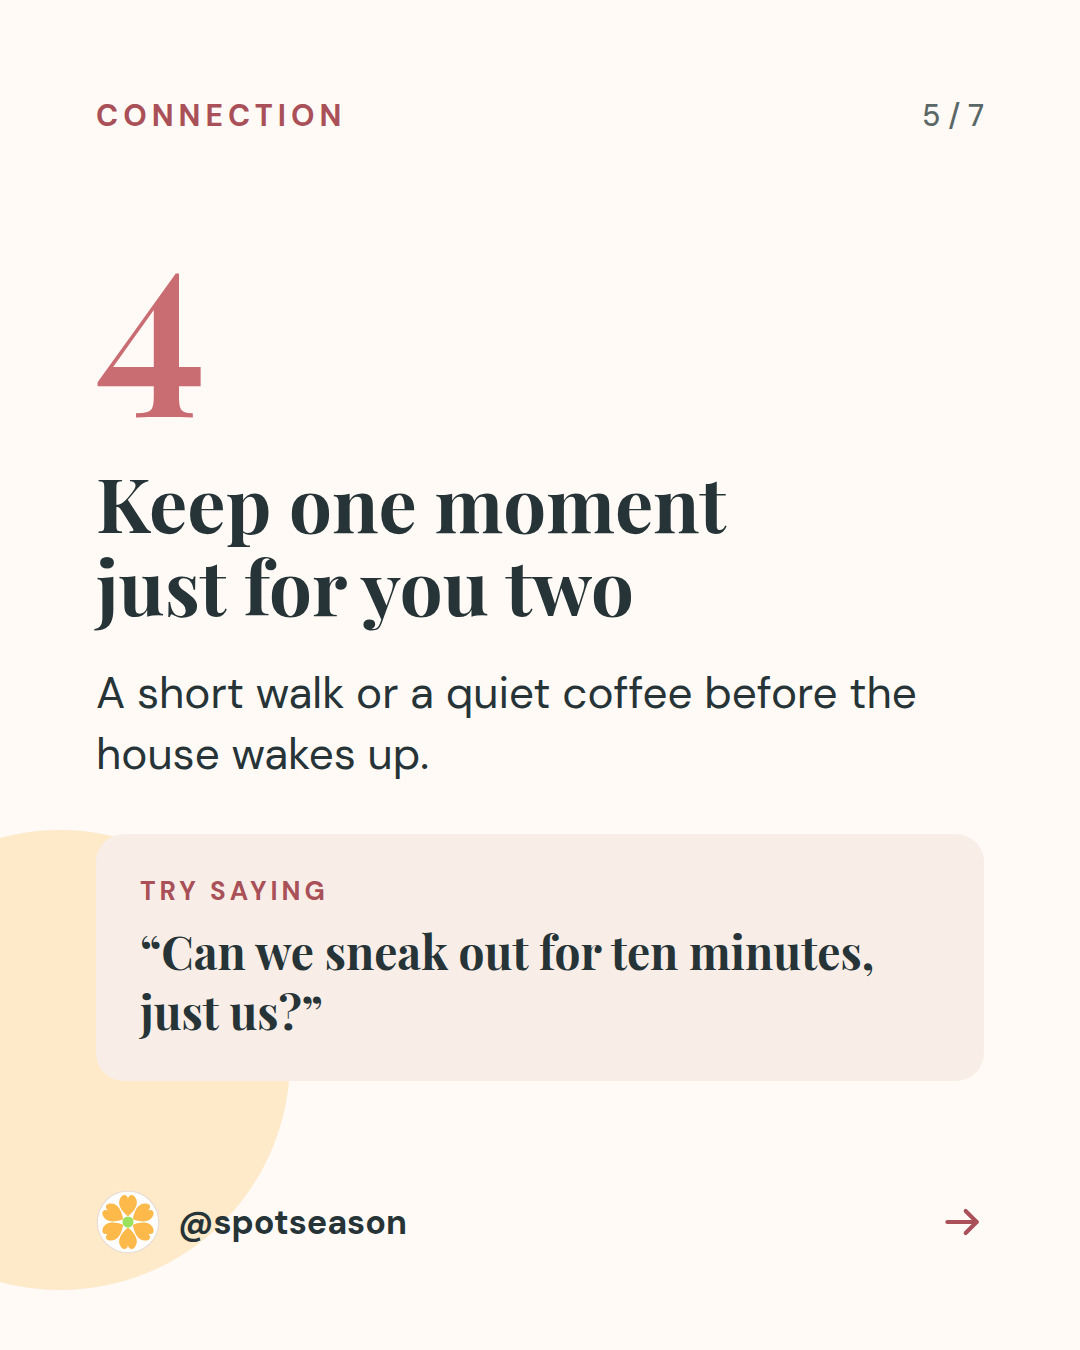 CONNECTION
5 / 7
4
Keep one moment
just for you two
A short walk or a quiet coffee before the
house wakes up.
TRY SAYING
“Can we sneak out for ten minutes,
just us?”
@spotseason